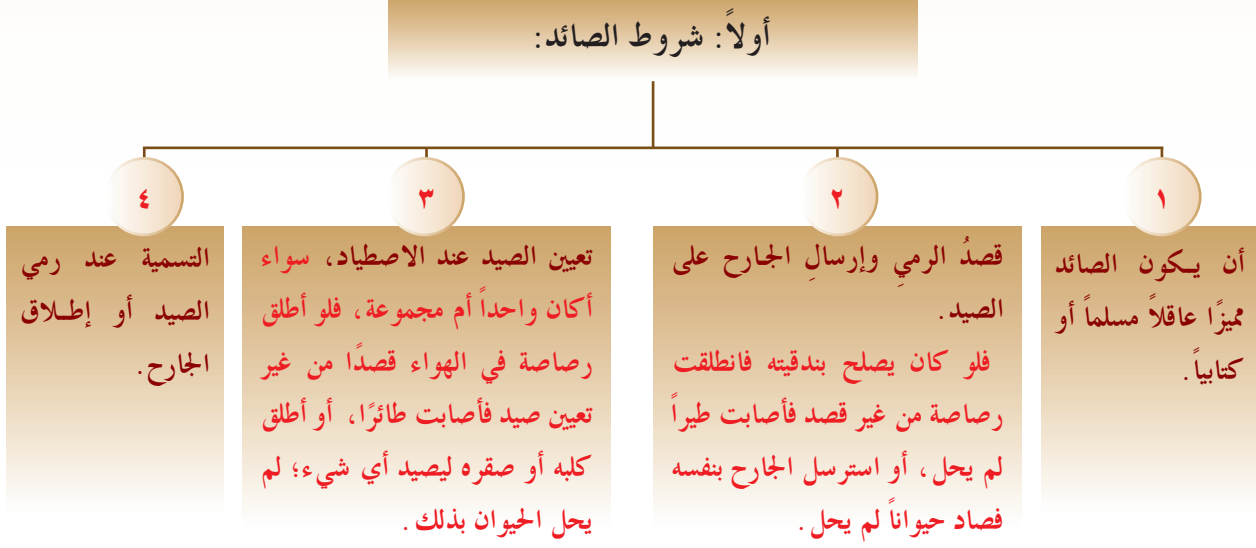 أولاً: شروط الصائد:
١
أن يـكون الصائد
مميزًا عاقلاً مسلماً أو
كتابياً.
٢
قصدُ الرميِ وإرسالِ الجارح على
الصيد.
فلو كان يصلح بندقيته فانطلقت
رصاصة من غير قصد فأصابت طيراً
لم يحل، أو استرسل الجارح بنفسه
فصاد حيواناً لم يحل.
٣
تعيين الصيد عند الاصطياد، سواء
أكان واحداً أم مجموعة، فلو أطلق
رصاصة في الهواء قصدًا من غير
تعيين صيد فأصابت طائرًا، أو أطلق
كلبه أو صقره ليصيد أي شيء؛ لم
يحل الحيوان بذلك.
٤
التسمية عند رمي
الصيد أو إطـلاق
الجارح.